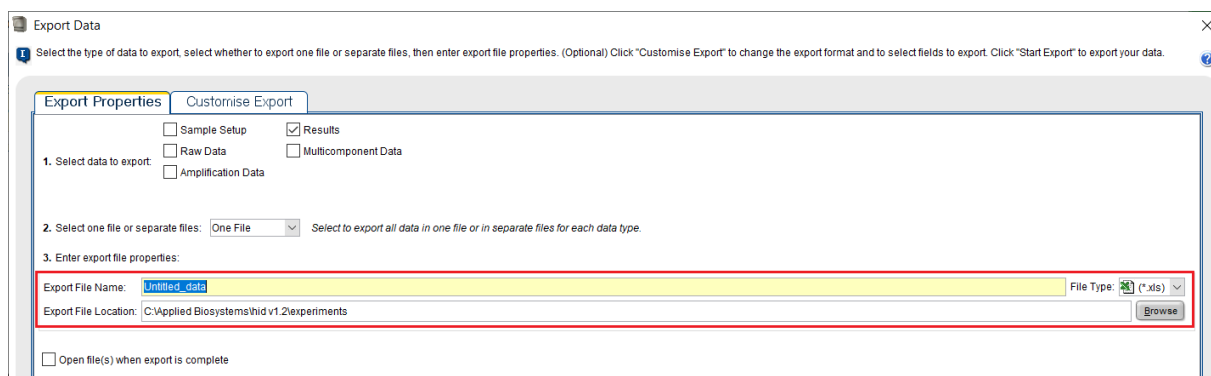 Export Data
Select the type of data to export, select whether to export one file or separate files, then enter export file properties. (Optional) Click "Customise Export" to change the export format and to select fields to export. Click "Start Export" to export your data.
Export Properties Customise Export
Sample Setup Results
1. Select data to export: Raw Data Multicomponent Data
Amplification Data
2. Select one file or separate files: One File Select to export all data in one file or in separate files for each data type.
3. Enter export file properties:
Export File Name: Untitled_data File Type: (*.xls)
Export File Location: C:\Applied Biosystems\hid v1.2\experiments Browse
Open file(s) when export is complete